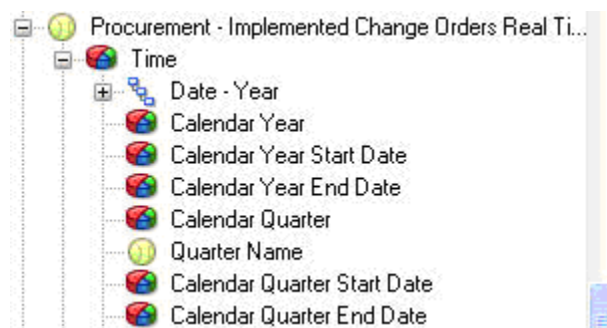 Procurement - Implemented Change Orders Real Ti...
Time
Date - Year
Calendar Year
Calendar Year Start Date
Calendar Year End Date
Calendar Quarter
Quarter Name
Calendar Quarter Start Date
Calendar Quarter End Date